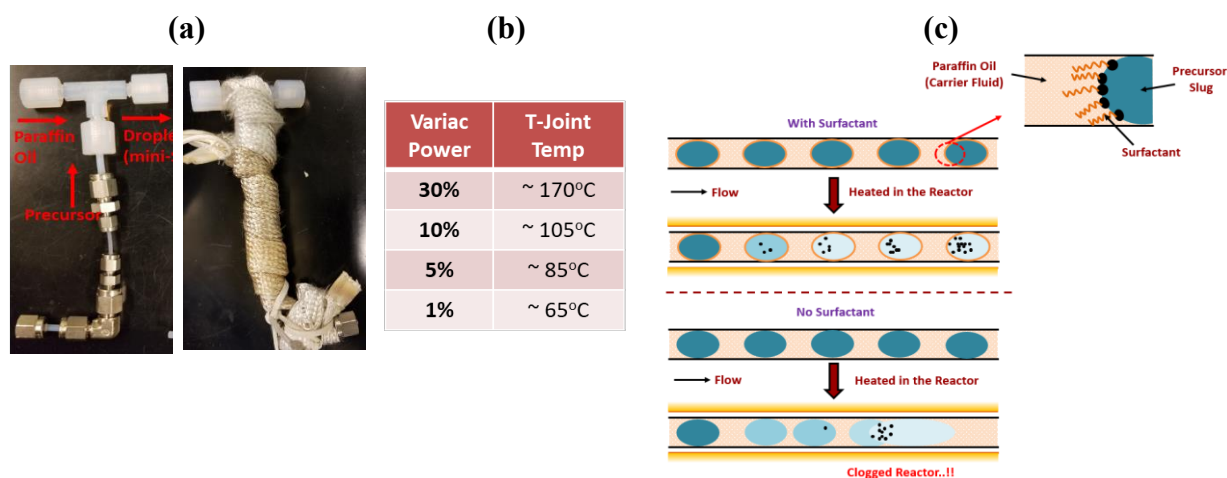 (a)
(b)
(c)
Paraffin
Oil
(mini-
Precursor
Variac
Power
T-Joint
Temp
30%
~ 170°C
10%
~ 105°C
5%
~ 85°C
1%
~ 65°C
Paraffin Oil
(Carrier Fluid)
Precursor
Slug
Surfactant
With Surfactant
Flow
Heated in the Reactor
No Surfactant
Flow
Heated in the Reactor
Clogged Reactor..!!